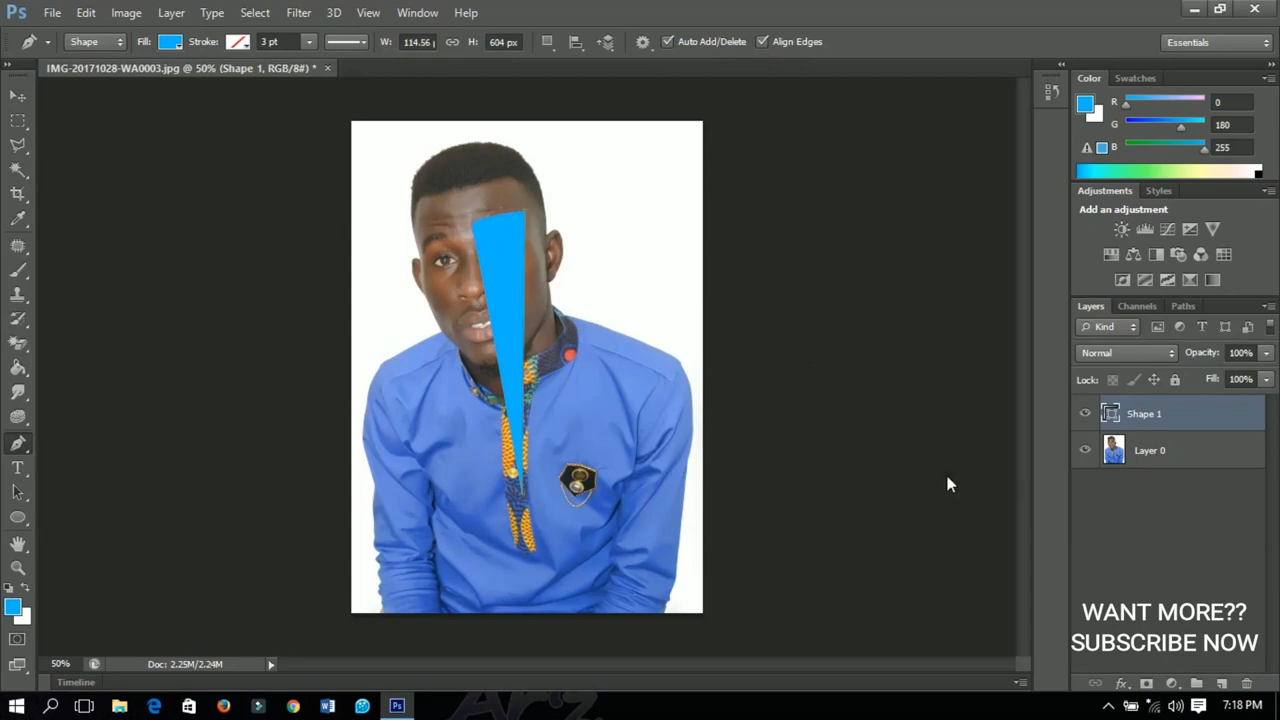 Ps File Edit Image Layer Type Select Filter 3D View Window Help
Shape Fill: Stroke: 3 pt W: 114.56 H: 604 px Auto Add/Delete Align Edges Essentials
IMG-20171028-WA0003.jpg @ 50% (Shape 1, RGB/8#) * ×
Color Swatches
R 0
G 180
B 255
Adjustments Styles
Add an adjustment
Layers Channels Paths
Kind
Normal Opacity: 100%
Lock: Fill: 100%
Shape 1
Layer 0
WANT MORE??
SUBSCRIBE NOW
50% Doc: 2.25M/2.24M
Timeline
7:18 PM